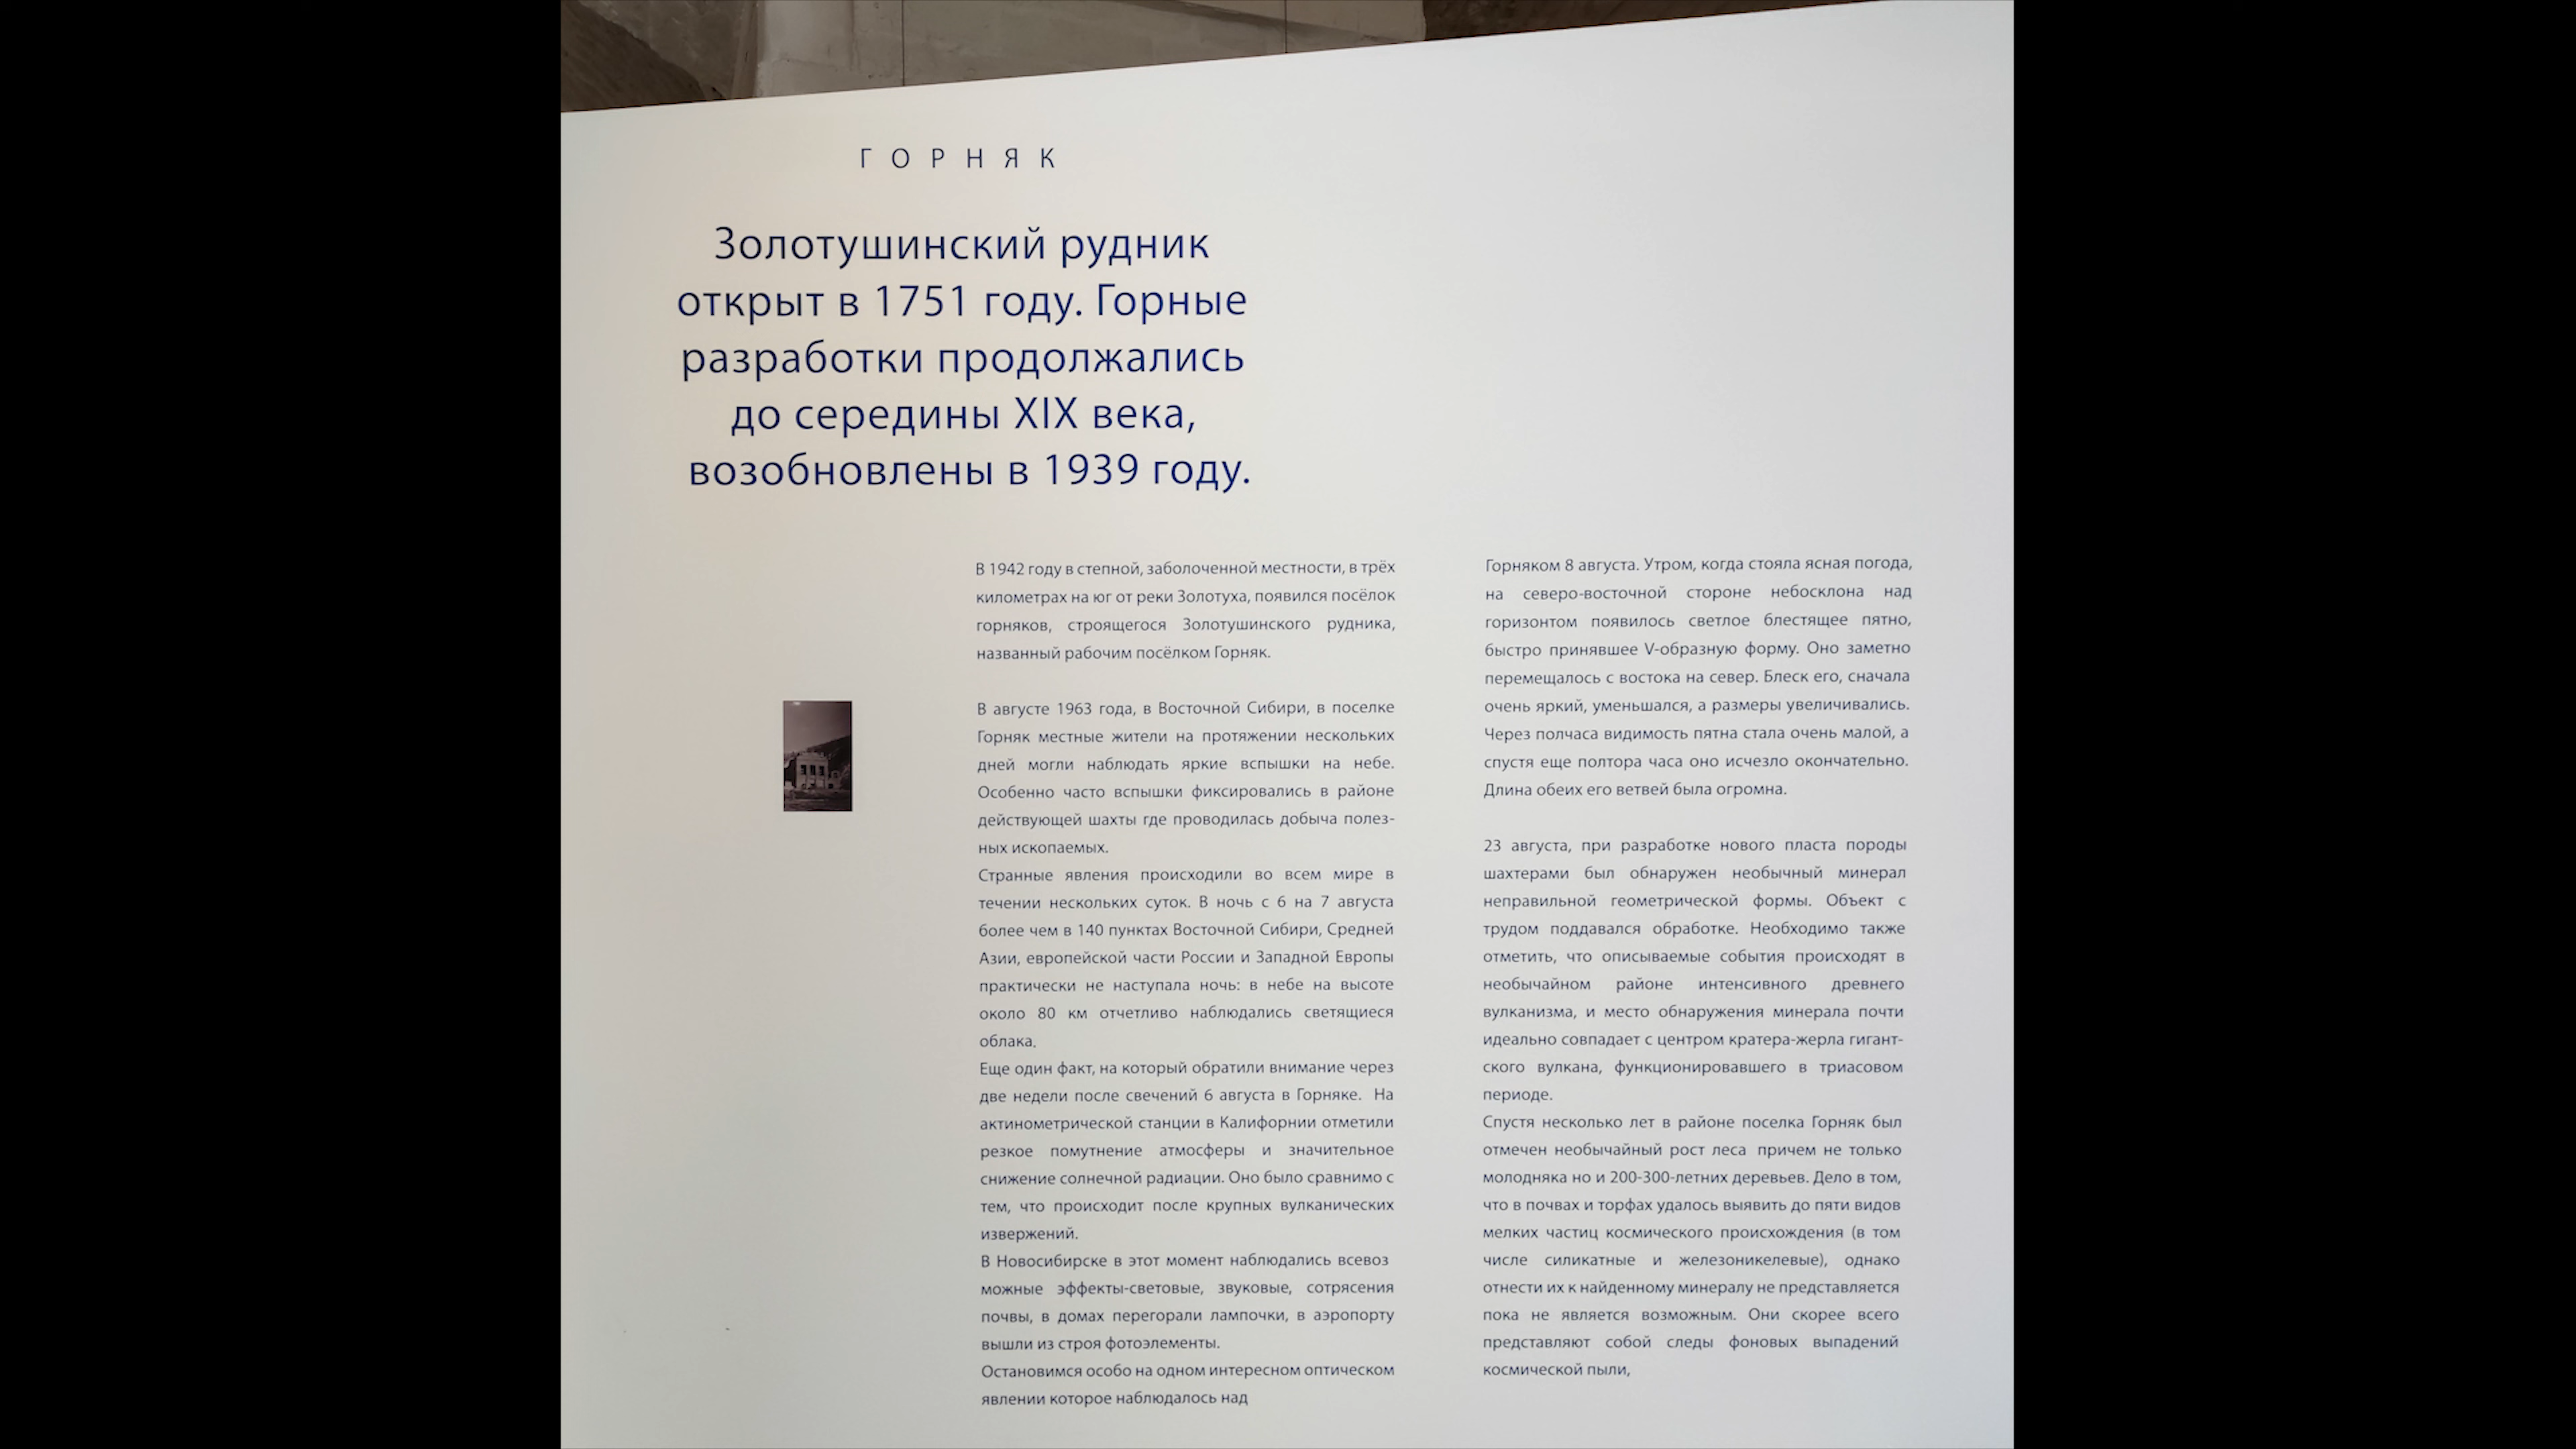 ГОРНЯК
Золотушинский рудник
открыт в 1751 году. Горные
разработки продолжались
до середины XIX века,
возобновлены в 1939 году.
В 1942 году в степной, заболоченной местности, в трёх
километрах на юг от реки Золотуха, появился посёлок
горняков, строящегося Золотушинского рудника,
названный рабочим посёлком Горняк.
В августе 1963 года, в Восточной Сибири, в поселке
Горняк местные жители на протяжении нескольких
дней могли наблюдать яркие вспышки на небе.
Особенно часто вспышки фиксировались в районе
действующей шахты где проводилась добыча полез-
ных ископаемых.
Странные явления происходили во всем мире в
течении нескольких суток. В ночь с 6 на 7 августа
более чем в 140 пунктах Восточной Сибири, Средней
Азии, европейской части России и Западной Европы
практически не наступала ночь: в небе на высоте
около 80 км отчетливо наблюдались светящиеся
облака.
Еще один факт, на который обратили внимание через
две недели после свечений 6 августа в Горняке. На
актинометрической станции в Калифорнии отметили
резкое помутнение атмосферы и значительное
снижение солнечной радиации. Оно было сравнимо с
тем, что происходит после крупных вулканических
извержений.
В Новосибирске в этот момент наблюдались всевоз
можные эффекты-световые, звуковые, сотрясения
почвы, в домах перегорали лампочки, в аэропорту
вышли из строя фотоэлементы.
Остановимся особо на одном интересном оптическом
явлении которое наблюдалось над
Горняком 8 августа. Утром, когда стояла ясная погода,
на северо-восточной стороне небосклона над
горизонтом появилось светлое блестящее пятно,
быстро принявшее V-образную форму. Оно заметно
перемещалось с востока на север. Блеск его, сначала
очень яркий, уменьшался, а размеры увеличивались.
Через полчаса видимость пятна стала очень малой, а
спустя еще полтора часа оно исчезло окончательно.
Длина обеих его ветвей была огромна.
23 августа, при разработке нового пласта породы
шахтерами был обнаружен необычный минерал
неправильной геометрической формы. Объект с
трудом поддавался обработке. Необходимо также
отметить, что описываемые события происходят в
необычайном районе интенсивного древнего
вулканизма, и место обнаружения минерала почти
идеально совпадает с центром кратера-жерла гигант-
ского вулкана, функционировавшего в триасовом
периоде.
Спустя несколько лет в районе поселка Горняк был
отмечен необычайный рост леса причем не только
молодняка но и 200-300-летних деревьев. Дело в том,
что в почвах и торфах удалось выявить до пяти видов
мелких частиц космического происхождения (в том
числе силикатные и железоникелевые), однако
отнести их к найденному минералу не представляется
пока не является возможным. Они скорее всего
представляют собой следы фоновых выпадений
космической пыли,